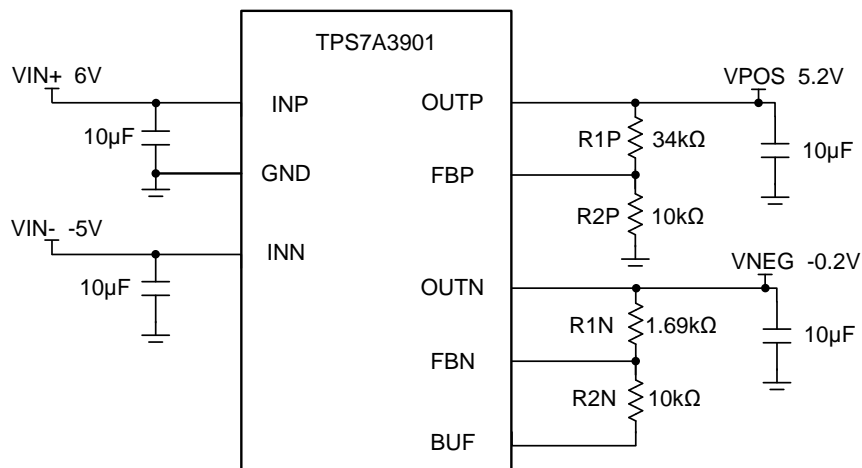 TPS7A3901
VIN+ 6V
VPOS 5.2V
INP
OUTP
10µF
R1P
34kΩ
10µF
GND
FBP
R2P
10kΩ
VIN- -5V
INN
VNEG -0.2V
10µF
OUTN
R1N
1.69kΩ
10µF
FBN
R2N
10kΩ
BUF